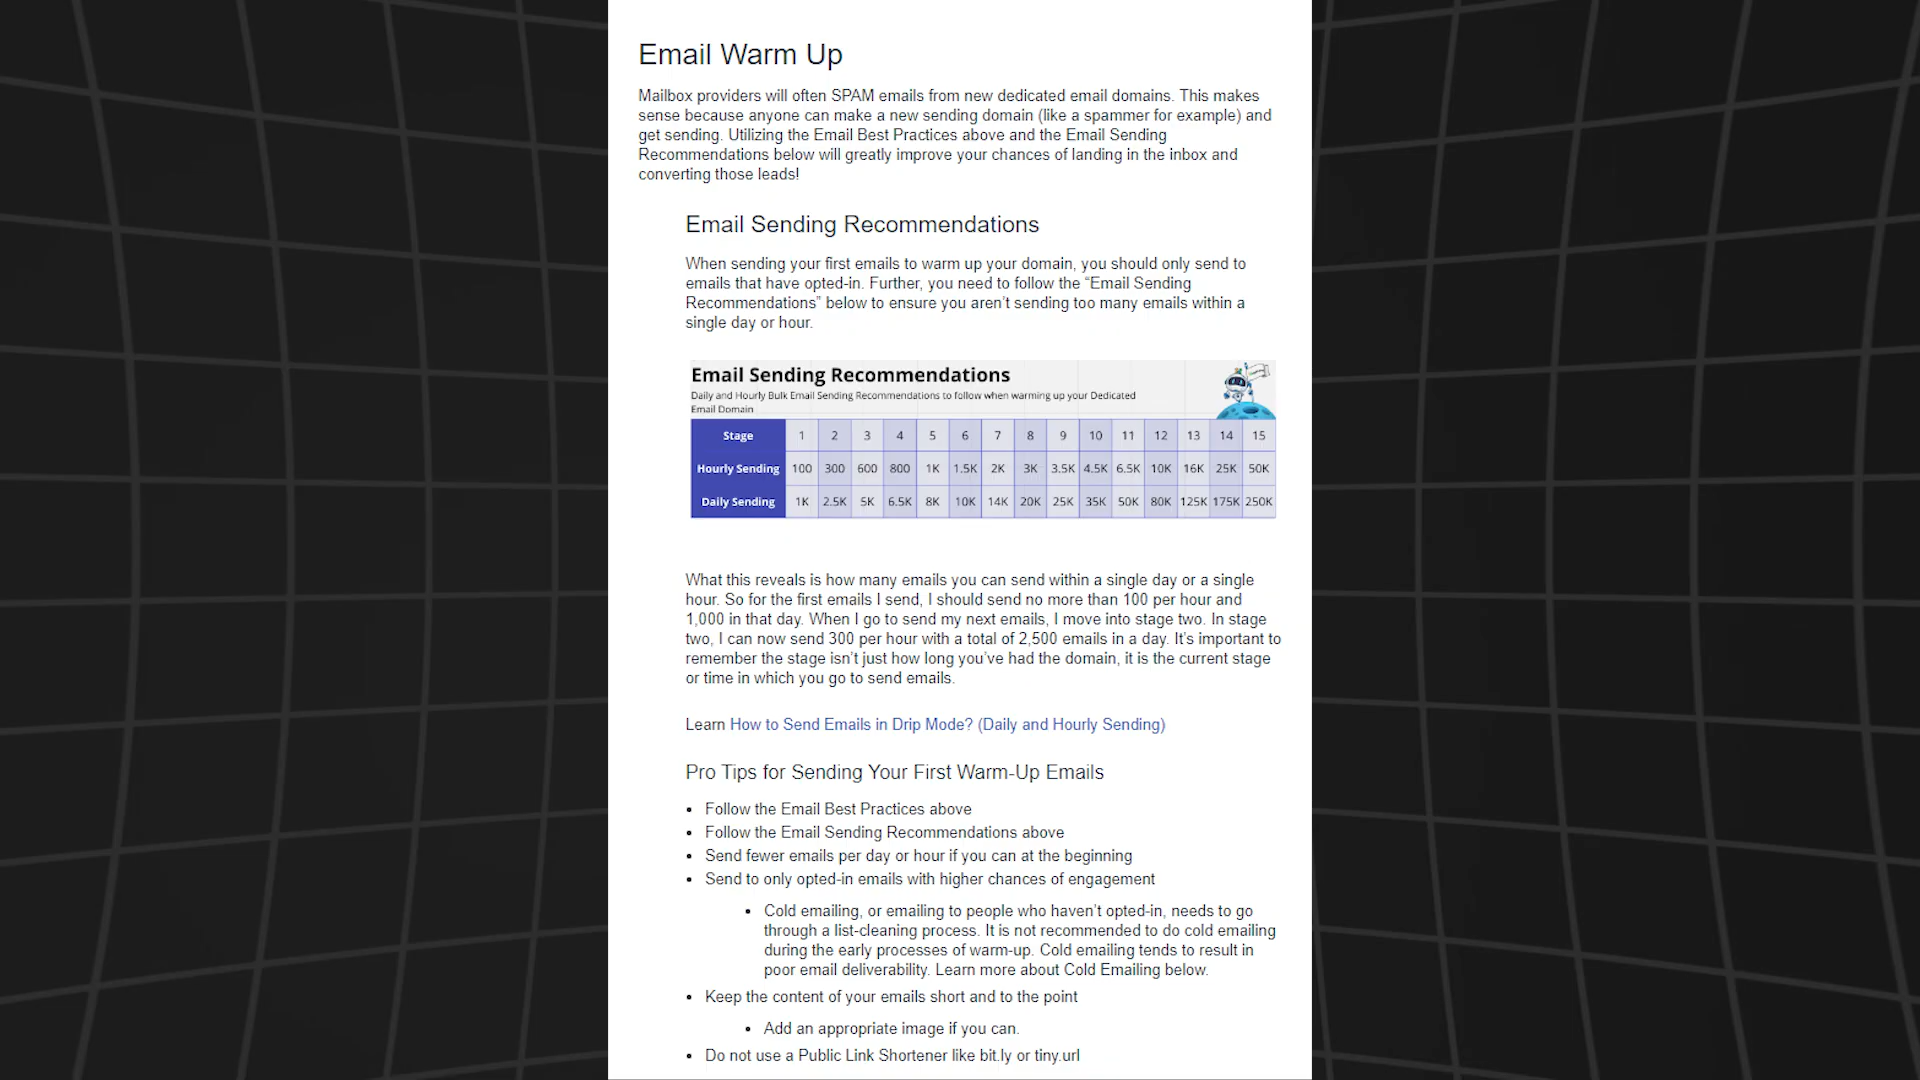 Email Warm Up
Mailbox providers will often SPAM emails from new dedicated email domains. This makes
sense because anyone can make a new sending domain (like a spammer for example) and
get sending. Utilizing the Email Best Practices above and the Email Sending
Recommendations below will greatly improve your chances of landing in the inbox and
converting those leads!
Email Sending Recommendations
When sending your first emails to warm up your domain, you should only send to
emails that have opted-in. Further, you need to follow the “Email Sending
Recommendations” below to ensure you aren’t sending too many emails within a
single day or hour.
Email Sending Recommendations
Daily and Hourly Bulk Email Sending Recommendations to follow when warming up your Dedicated
Email Domain
Stage 1 2 3 4 5 6 7 8 9 10 11 12 13 14 15
Hourly Sending 100 300 600 800 1K 1.5K 2K 3K 3.5K 4.5K 6.5K 10K 16K 25K 50K
Daily Sending 1K 2.5K 5K 6.5K 8K 10K 14K 20K 25K 35K 50K 80K 125K 175K 250K
What this reveals is how many emails you can send within a single day or a single
hour. So for the first emails I send, I should send no more than 100 per hour and
1,000 in that day. When I go to send my next emails, I move into stage two. In stage
two, I can now send 300 per hour with a total of 2,500 emails in a day. It’s important to
remember the stage isn’t just how long you’ve had the domain, it is the current stage
or time in which you go to send emails.
Learn How to Send Emails in Drip Mode? (Daily and Hourly Sending)
Pro Tips for Sending Your First Warm-Up Emails
• Follow the Email Best Practices above
• Follow the Email Sending Recommendations above
• Send fewer emails per day or hour if you can at the beginning
• Send to only opted-in emails with higher chances of engagement
• Cold emailing, or emailing to people who haven’t opted-in, needs to go
through a list-cleaning process. It is not recommended to do cold emailing
during the early processes of warm-up. Cold emailing tends to result in
poor email deliverability. Learn more about Cold Emailing below.
• Keep the content of your emails short and to the point
• Add an appropriate image if you can.
• Do not use a Public Link Shortener like bit.ly or tiny.url